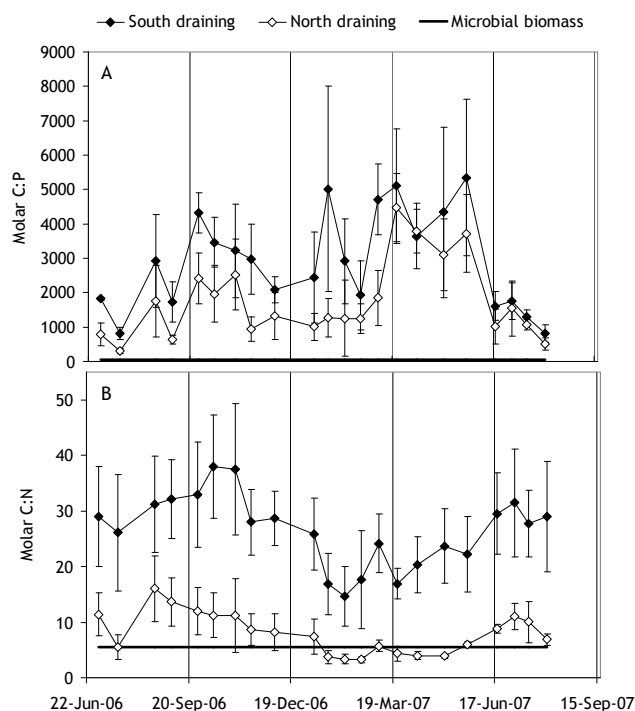 South draining North draining Microbial biomass
9000
A
8000
7000
6000
5000
4000
3000
2000
1000
0
Molar C:P
B
50
40
30
20
10
0
Molar C:N
22-Jun-06 20-Sep-06 19-Dec-06 19-Mar-07 17-Jun-07 15-Sep-07